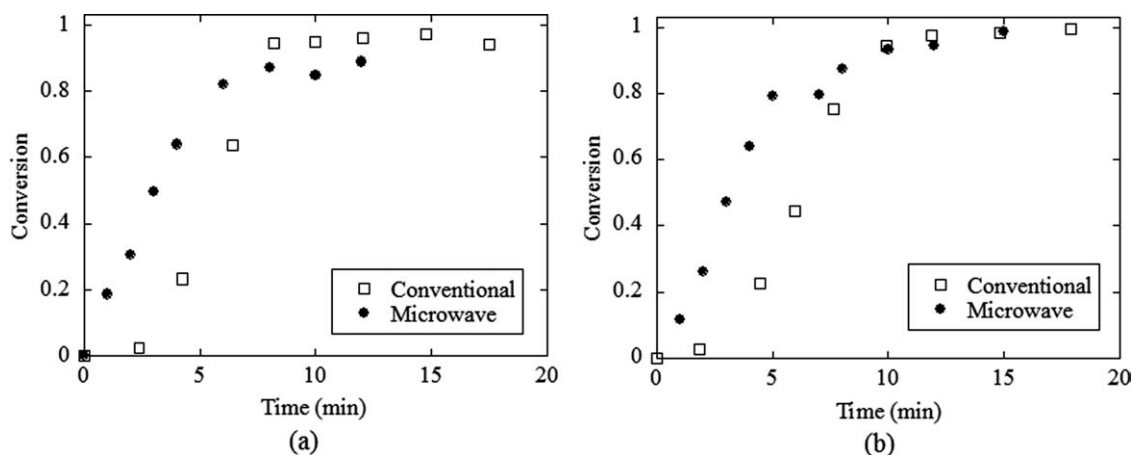 1
0.8
0.6
0.4
0.2
0
Conversion
Conventional
Microwave
0 5 10 15 20
Time (min)
(a)
1
0.8
0.6
0.4
0.2
0
Conversion
Conventional
Microwave
0 5 10 15 20
Time (min)
(b)